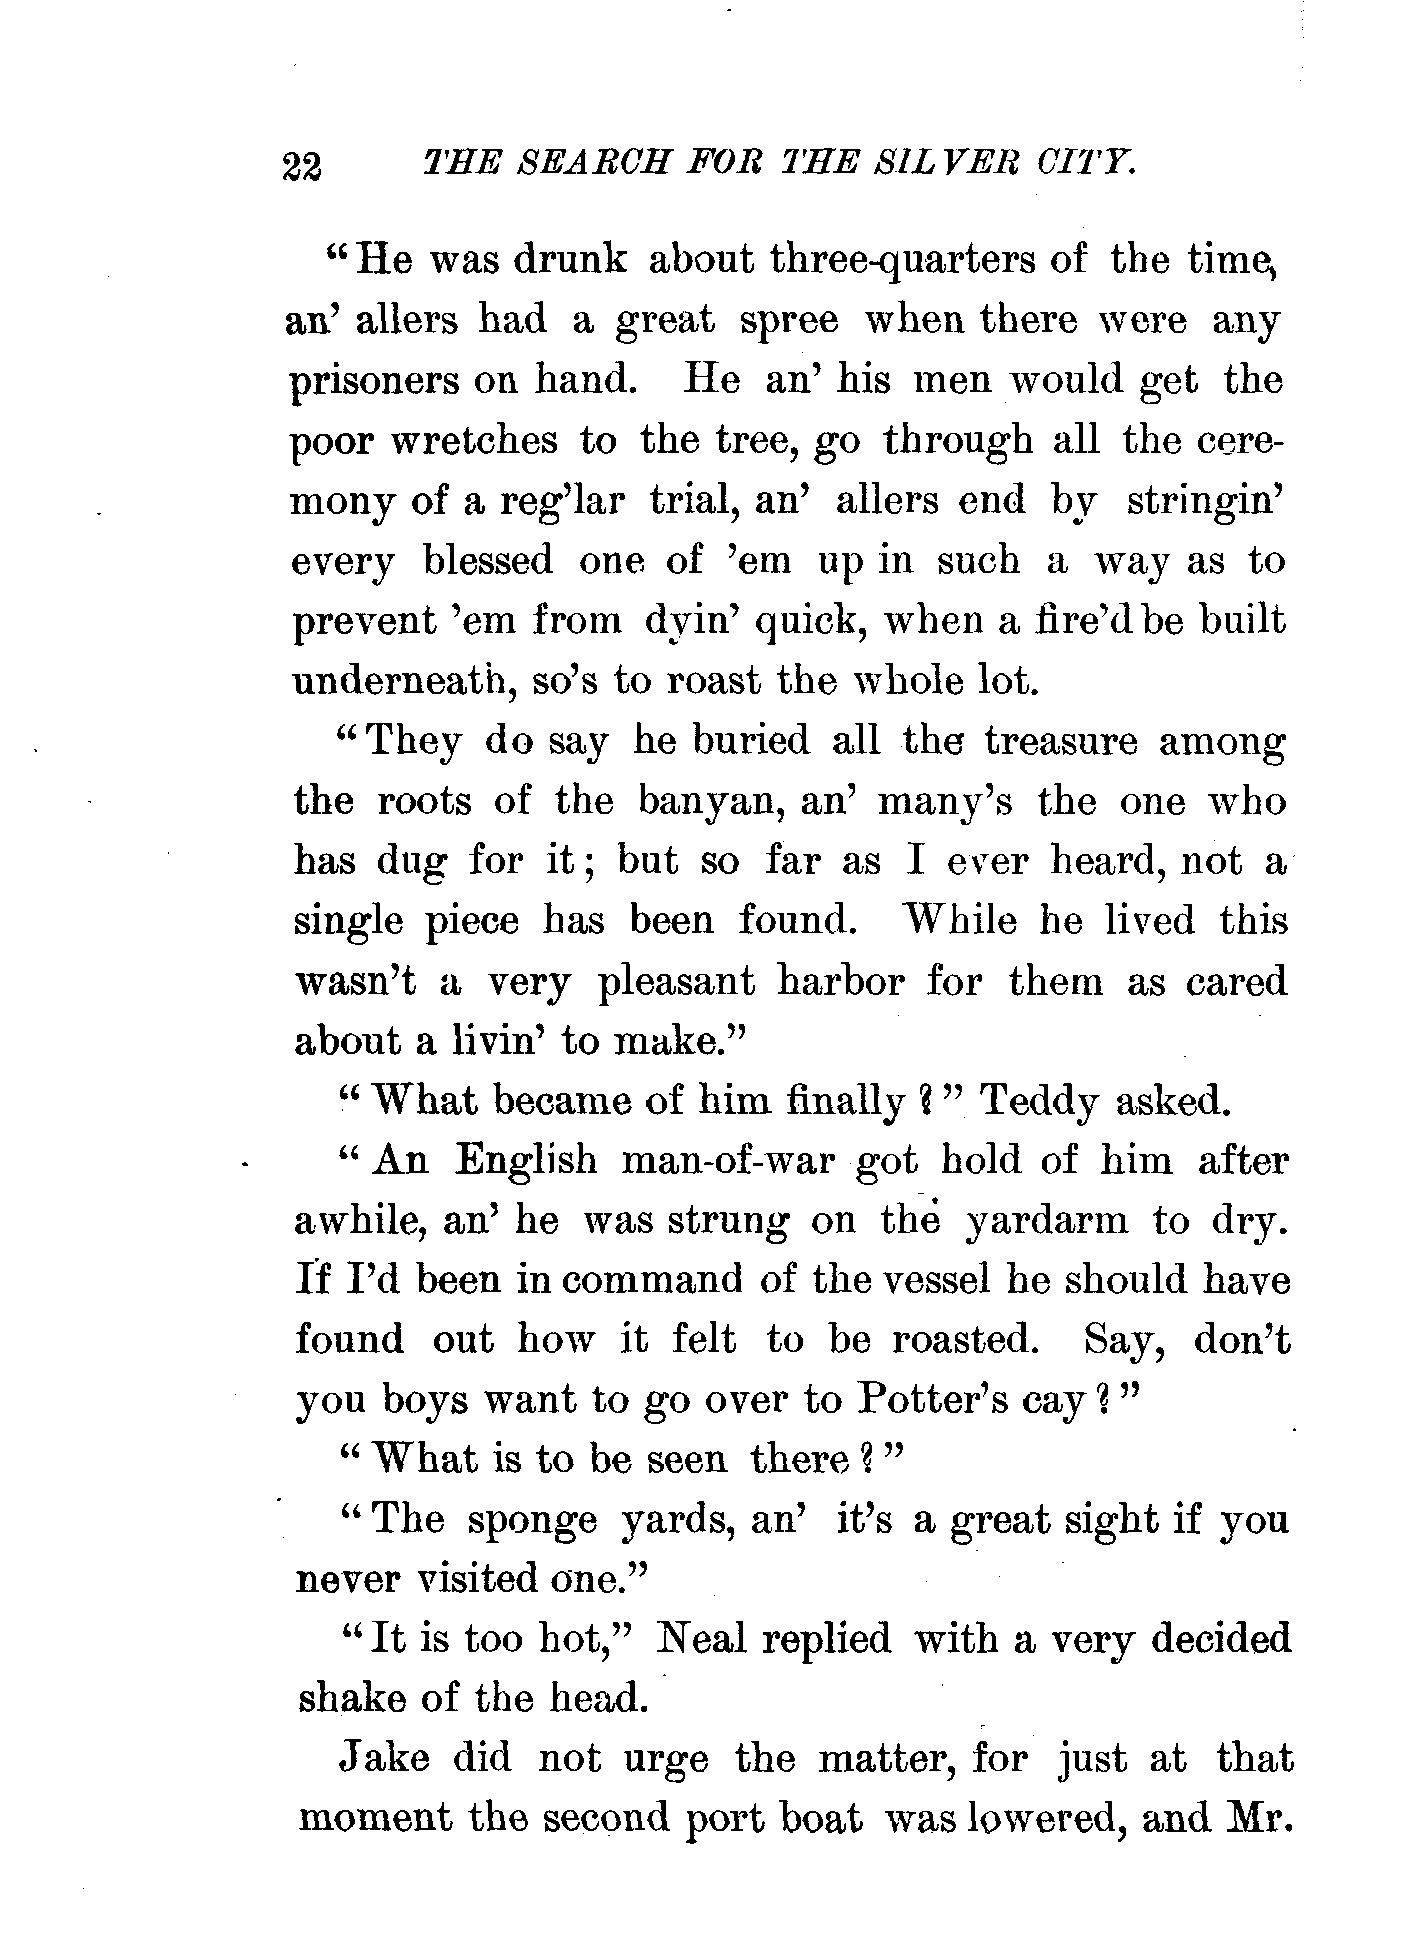 22 THE SEARCH FOR THE SILVER CITY.
“He was drunk about three-quarters of the time,
an’ allers had a great spree when there were any
prisoners on hand. He an’ his men would get the
poor wretches to the tree, go through all the cere-
mony of a reg’lar trial, an’ allers end by stringin’
every blessed one of ’em up in such a way as to
prevent ’em from dyin’ quick, when a fire’d be built
underneath, so’s to roast the whole lot.
“They do say he buried all the treasure among
the roots of the banyan, an’ many’s the one who
has dug for it; but so far as I ever heard, not a
single piece has been found. While he lived this
wasn’t a very pleasant harbor for them as cared
about a livin’ to make.”
“What became of him finally?” Teddy asked.
“An English man-of-war got hold of him after
awhile, an’ he was strung on the yardarm to dry.
If I’d been in command of the vessel he should have
found out how it felt to be roasted. Say, don’t
you boys want to go over to Potter’s cay?”
“What is to be seen there?”
“The sponge yards, an’ it’s a great sight if you
never visited one.”
“It is too hot,” Neal replied with a very decided
shake of the head.
Jake did not urge the matter, for just at that
moment the second port boat was lowered, and Mr.